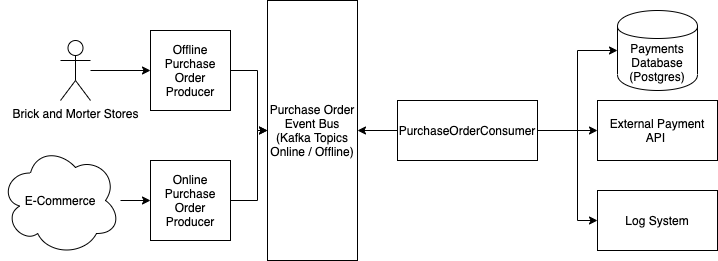 Offline
Purchase
Order
Producer
Brick and Morter Stores
E-Commerce
Online
Purchase
Order
Producer
Purchase Order
Event Bus
(Kafka Topics
Online / Offline)
PurchaseOrderConsumer
Payments
Database
(Postgres)
External Payment
API
Log System